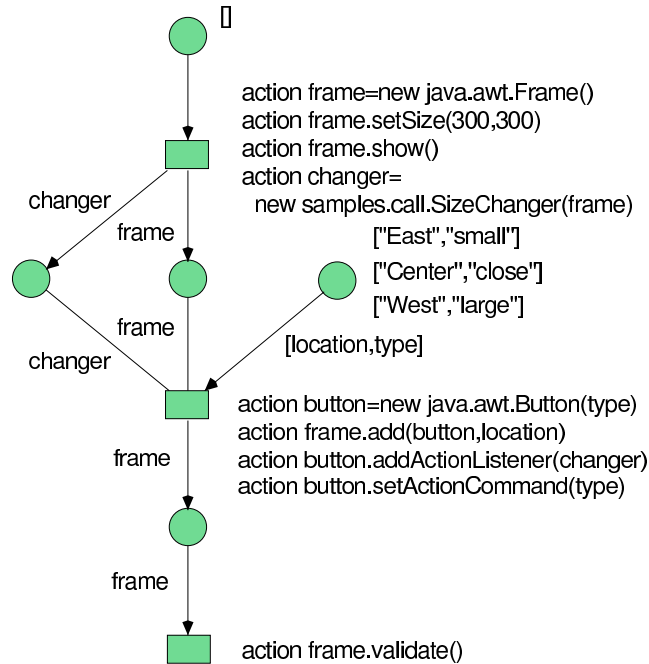 []
action frame=new java.awt.Frame()
action frame.setSize(300,300)
action frame.show()
action changer=
new samples.call.SizeChanger(frame)
changer
frame
["East","small"]
["Center","close"]
["West","large"]
frame
changer
[location,type]
action button=new java.awt.Button(type)
action frame.add(button,location)
action button.addActionListener(changer)
action button.setActionCommand(type)
frame
frame
action frame.validate()